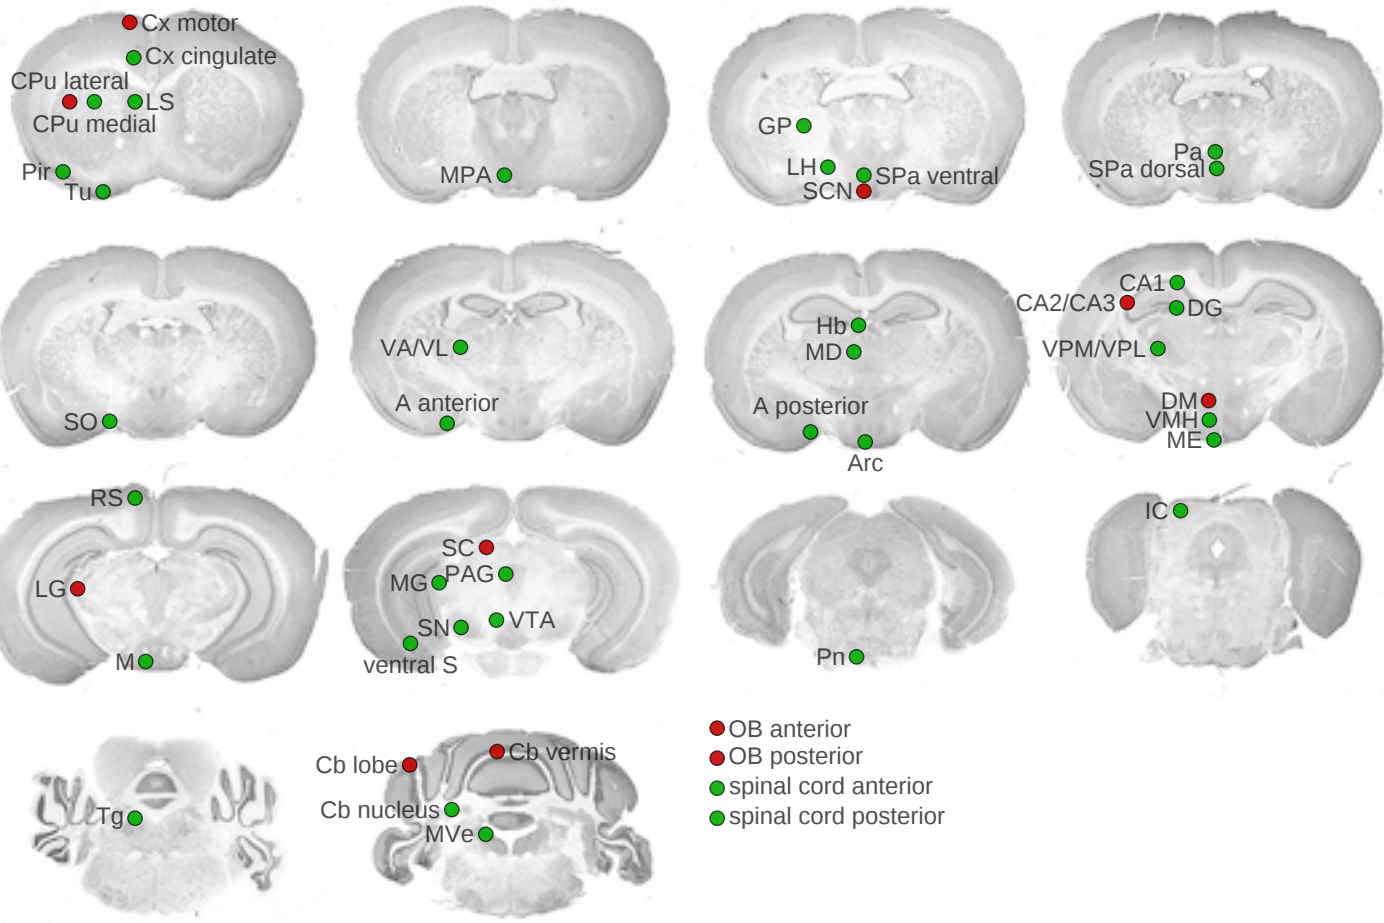 Cx motor
Cx cingulate
CPu lateral
LS
CPu medial
Pir
Tu
MPA
GP
LH
SPa ventral
SCN
Pa
SPa dorsal
SO
VA/VL
A anterior
Hb
MD
A posterior
Arc
CA1
CA2/CA3
DG
VPM/VPL
DM
VMH
ME
RS
LG
M
SC
MG
PAG
SN
VTA
ventral S
Pn
IC
Tg
Cb lobe
Cb vermis
Cb nucleus
MVe
OB anterior
OB posterior
spinal cord anterior
spinal cord posterior